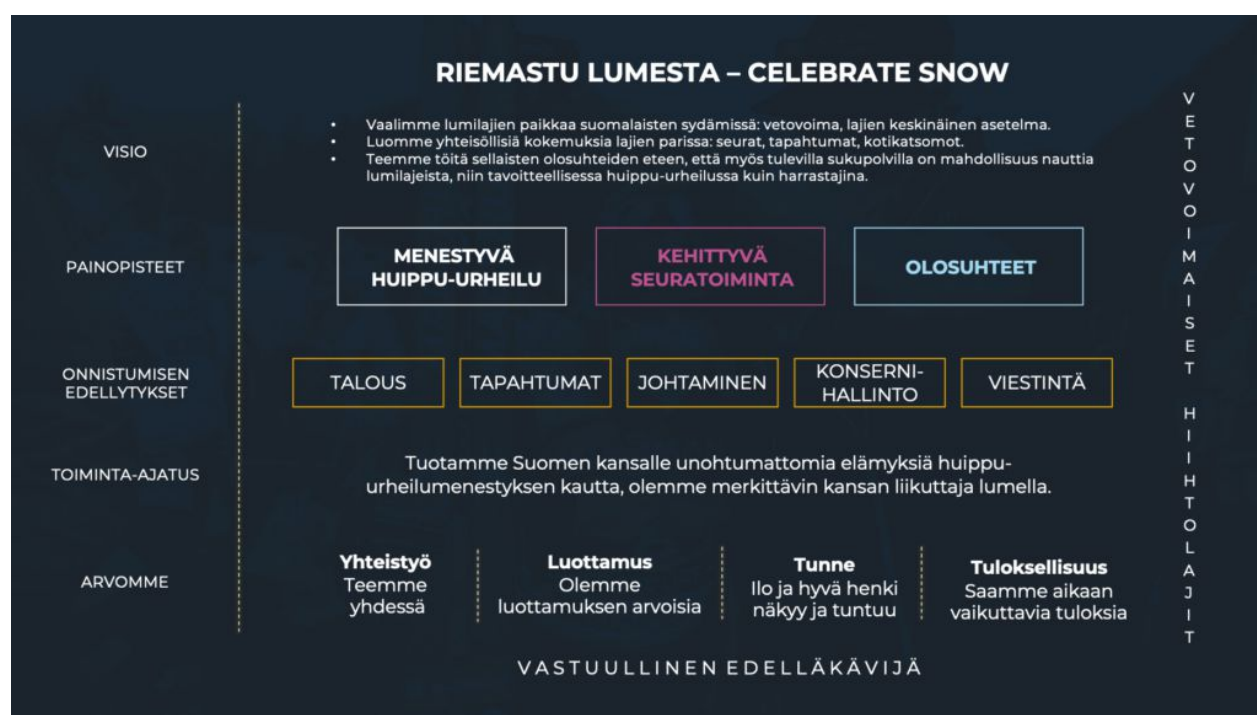 RIEMASTU LUMESTA – CELEBRATE SNOW
VISIO
• Vaalimme lumilajien paikkaa suomalaisten sydämissä: vetovoima, lajien keskinäinen asetelma.
• Luomme yhteisöllisiä kokemuksia lajien parissa: seurat, tapahtumat, kotikatsomot.
• Teemme töitä sellaisten olosuhteiden eteen, että myös tulevilla sukupolvilla on mahdollisuus nauttia
lumilajeista, niin tavoitteellisessa huippu-urheilussa kuin harrastajina.
PAINOPISTEET
MENESTYVÄ
HUIPPU-URHEILU
KEHITTYVÄ
SEURATOIMINTA
OLOSUHTEET
ONNISTUMISEN
EDELLYTYKSET
TALOUS
TAPAHTUMAT
JOHTAMINEN
KONSERNI-
HALLINTO
VIESTINTÄ
TOIMINTA-AJATUS
Tuotamme Suomen kansalle unohtumattomia elämyksiä huippu-
urheilumenestyksen kautta, olemme merkittävin kansan liikuttaja lumella.
ARVOMME
Yhteistyö
Teemme
yhdessä
Luottamus
Olemme
luottamuksen arvoisia
Tunne
Ilo ja hyvä henki
näkyy ja tuntuu
Tuloksellisuus
Saamme aikaan
vaikuttavia tuloksia
VASTUULLINEN EDELLÄKÄVIJÄ
VETOVOIMAISET HIIHTOLAJIT